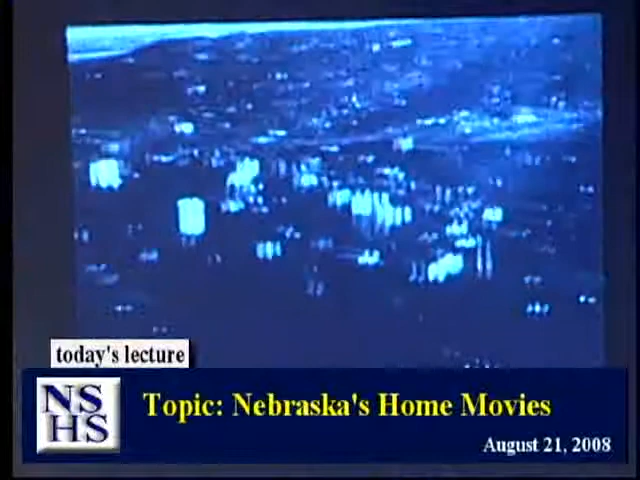 today's lecture
NS
HS
Topic: Nebraska's Home Movies
August 21, 2008